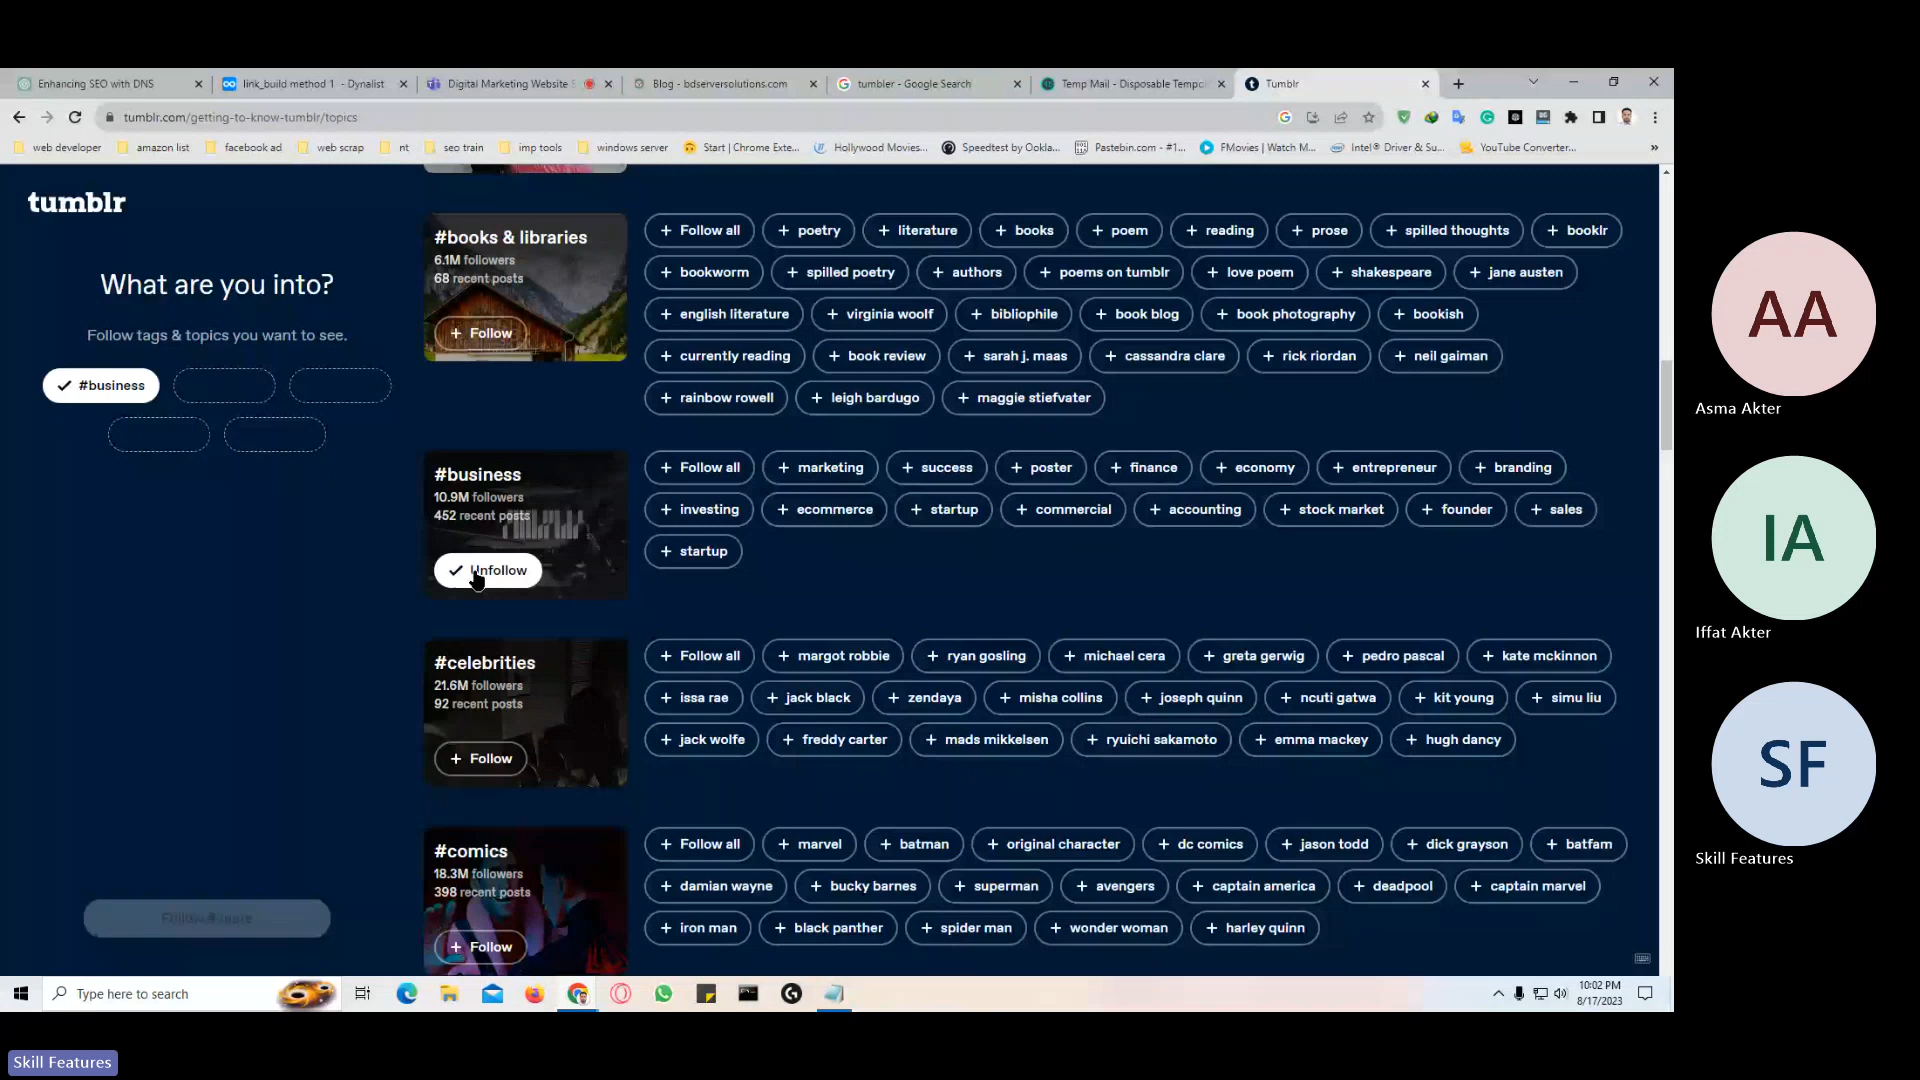 Enhancing SEO with DNS
link_build method 1 - Dynalist
Digital Marketing Website S
Blog - bdserversolutions.com
tumbler - Google Search
Temp Mail - Disposable Tempo
Tumblr
tumblr.com/getting-to-know-tumblr/topics
web developer
amazon list
facebook ad
web scrap
nt
seo train
imp tools
windows server
Start | Chrome Exte...
Hollywood Movies...
Speedtest by Ookla...
Pastebin.com - #1...
FMovies | Watch M...
Intel® Driver & Su...
YouTube Converter...
»
tumblr
What are you into?
Follow tags & topics you want to see.
#business
#books & libraries
6.1M followers
68 recent posts
+ Follow
+ Follow all + poetry + literature + books + poem + reading + prose + spilled thoughts + booklr
+ bookworm + spilled poetry + authors + poems on tumblr + love poem + shakespeare + jane austen
+ english literature + virginia woolf + bibliophile + book blog + book photography + bookish
+ currently reading + book review + sarah j. maas + cassandra clare + rick riordan + neil gaiman
+ rainbow rowell + leigh bardugo + maggie stiefvater
#business
10.9M followers
452 recent posts
Unfollow
+ Follow all + marketing + success + poster + finance + economy + entrepreneur + branding
+ investing + ecommerce + startup + commercial + accounting + stock market + founder + sales
+ startup
#celebrities
21.6M followers
92 recent posts
+ Follow
+ Follow all + margot robbie + ryan gosling + michael cera + greta gerwig + pedro pascal + kate mckinnon
+ issa rae + jack black + zendaya + misha collins + joseph quinn + ncuti gatwa + kit young + simu liu
+ jack wolfe + freddy carter + mads mikkelsen + ryuichi sakamoto + emma mackey + hugh dancy
#comics
18.3M followers
398 recent posts
+ Follow
+ Follow all + marvel + batman + original character + dc comics + jason todd + dick grayson + batfam
+ damian wayne + bucky barnes + superman + avengers + captain america + deadpool + captain marvel
+ iron man + black panther + spider man + wonder woman + harley quinn
Type here to search
10:02 PM
8/17/2023
AA
Asma Akter
IA
Iffat Akter
SF
Skill Features
Skill Features